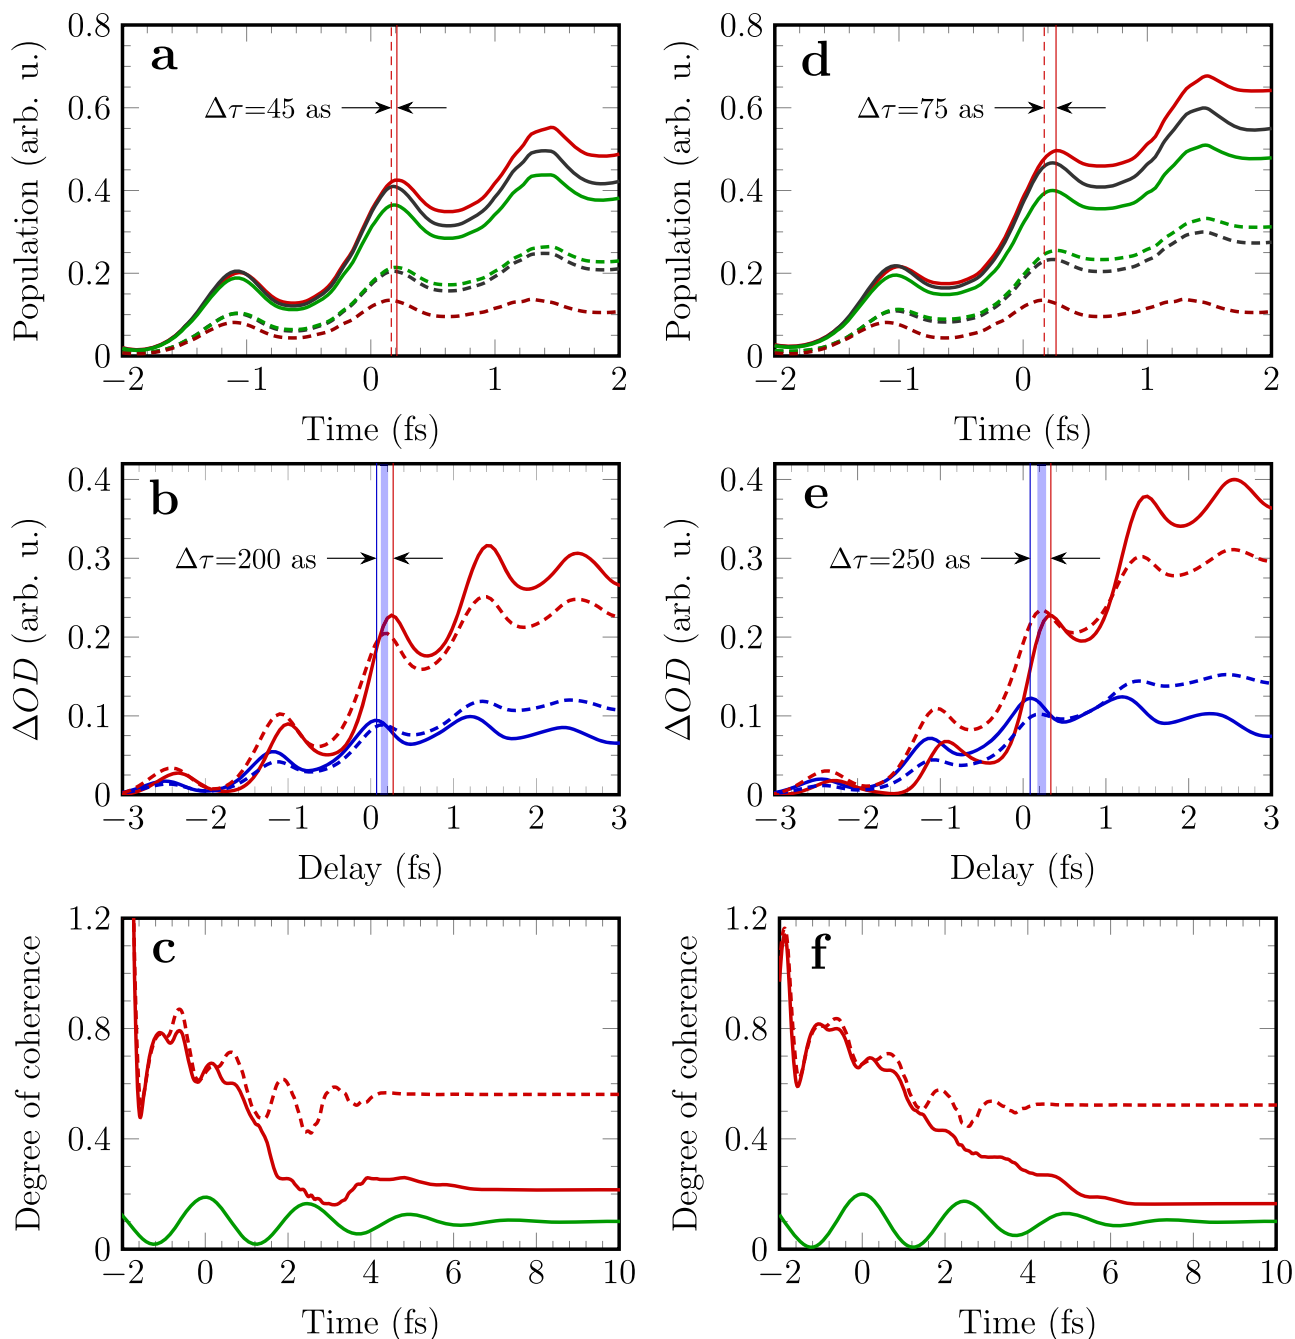 a
Population (arb. u.)
0.8
0.6
0.4
0.2
0
Δτ=45 as
−2 −1 0 1 2
Time (fs)
d
Population (arb. u.)
0.8
0.6
0.4
0.2
0
Δτ=75 as
−2 −1 0 1 2
Time (fs)
b
ΔOD (arb. u.)
0.4
0.3
0.2
0.1
0
Δτ=200 as
−3 −2 −1 0 1 2 3
Delay (fs)
e
ΔOD (arb. u.)
0.4
0.3
0.2
0.1
0
Δτ=250 as
−3 −2 −1 0 1 2 3
Delay (fs)
c
Degree of coherence
1.2
0.8
0.4
0
−2 0 2 4 6 8 10
Time (fs)
f
Degree of coherence
1.2
0.8
0.4
0
−2 0 2 4 6 8 10
Time (fs)